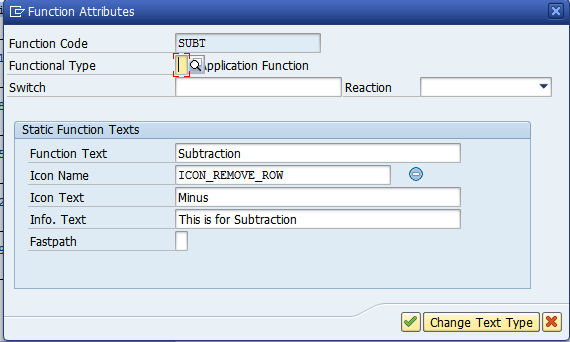 Function Attributes
Function Code SUBT
Functional Type Application Function
Switch Reaction
Static Function Texts
Function Text Subtraction
Icon Name ICON_REMOVE_ROW
Icon Text Minus
Info. Text This is for Subtraction
Fastpath
Change Text Type